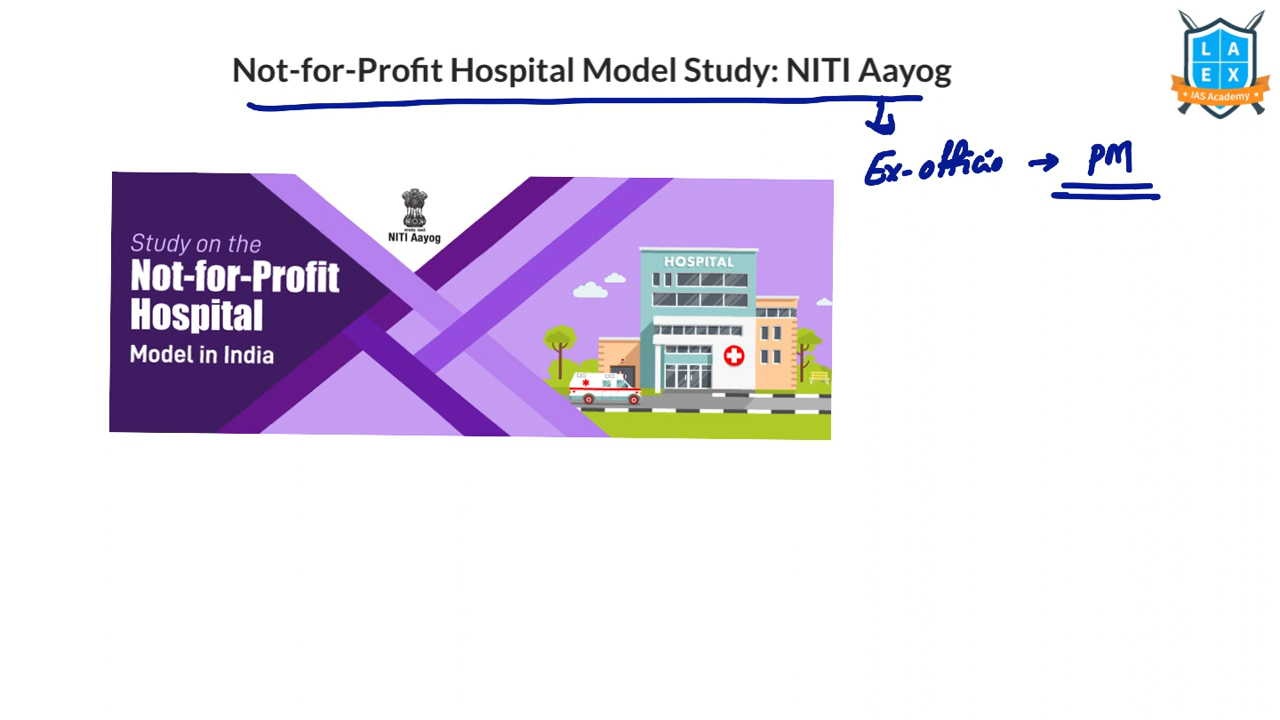 Not-for-Profit Hospital Model Study: NITI Aayog
L A
E X
IAS Academy
Ex-officio → PM
NITI Aayog
Study on the
Not-for-Profit
Hospital
Model in India
HOSPITAL